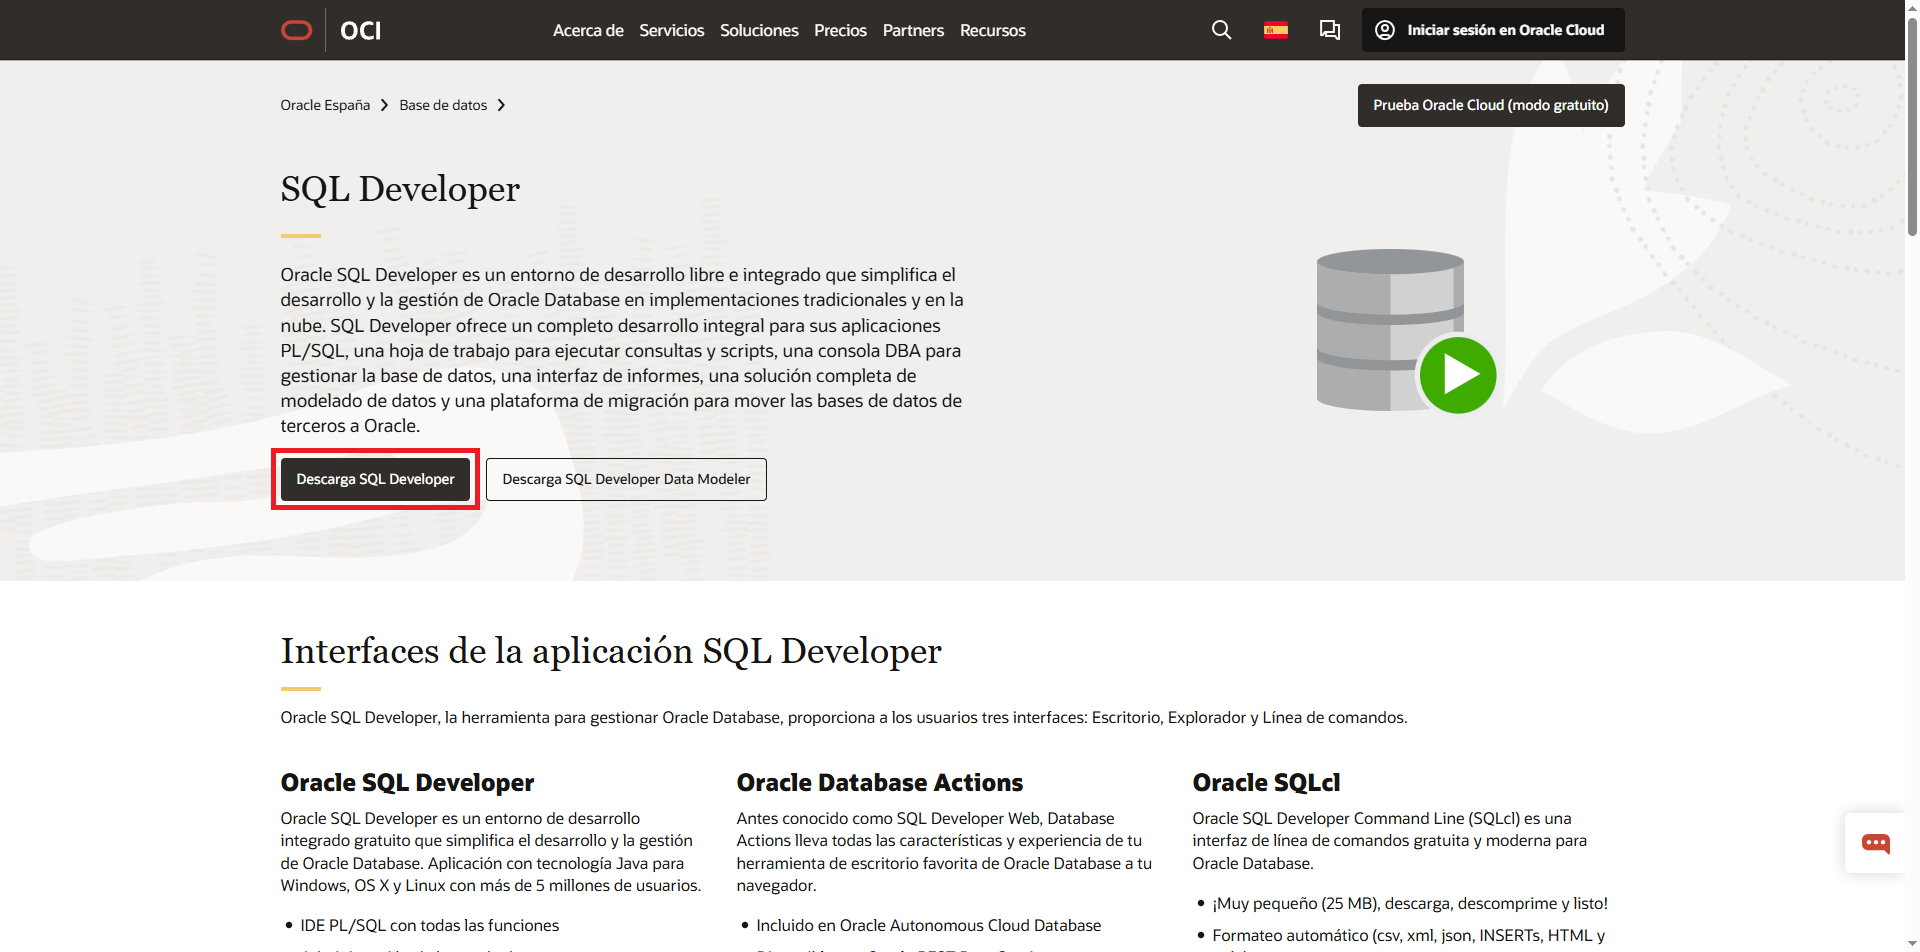 OCI
Acerca de Servicios Soluciones Precios Partners Recursos
Iniciar sesión en Oracle Cloud
Oracle España
Base de datos
Prueba Oracle Cloud (modo gratuito)
SQL Developer
Oracle SQL Developer es un entorno de desarrollo libre e integrado que simplifica el
desarrollo y la gestión de Oracle Database en implementaciones tradicionales y en la
nube. SQL Developer ofrece un completo desarrollo integral para sus aplicaciones
PL/SQL, una hoja de trabajo para ejecutar consultas y scripts, una consola DBA para
gestionar la base de datos, una interfaz de informes, una solución completa de
modelado de datos y una plataforma de migración para mover las bases de datos de
terceros a Oracle.
Descarga SQL Developer
Descarga SQL Developer Data Modeler
Interfaces de la aplicación SQL Developer
Oracle SQL Developer, la herramienta para gestionar Oracle Database, proporciona a los usuarios tres interfaces: Escritorio, Explorador y Línea de comandos.
Oracle SQL Developer
Oracle SQL Developer es un entorno de desarrollo
integrado gratuito que simplifica el desarrollo y la gestión
de Oracle Database. Aplicación con tecnología Java para
Windows, OS X y Linux con más de 5 millones de usuarios.
• IDE PL/SQL con todas las funciones
Oracle Database Actions
Antes conocido como SQL Developer Web, Database
Actions lleva todas las características y experiencia de tu
herramienta de escritorio favorita de Oracle Database a tu
navegador.
• Incluido en Oracle Autonomous Cloud Database
Oracle SQLcl
Oracle SQL Developer Command Line (SQLcl) es una
interfaz de línea de comandos gratuita y moderna para
Oracle Database.
• ¡Muy pequeño (25 MB), descarga, descomprime y listo!
• Formateo automático (csv, xml, json, INSERTs, HTML y